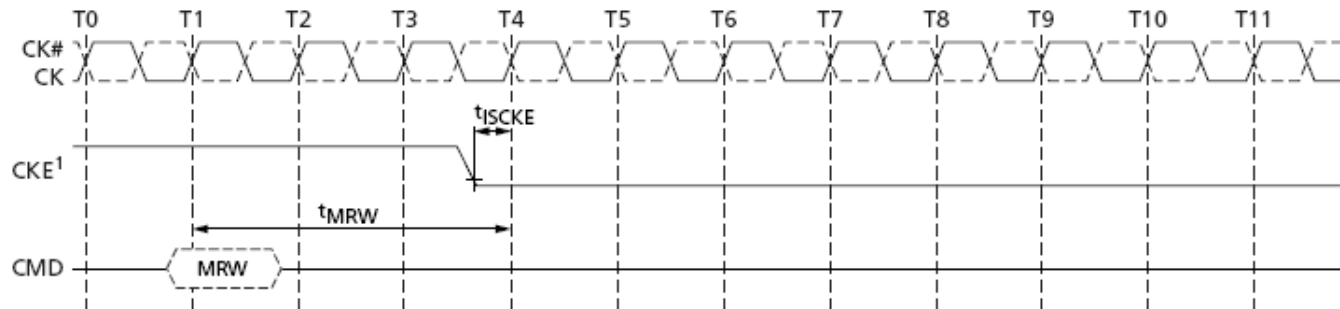 T0 T1 T2 T3 T4 T5 T6 T7 T8 T9 T10 T11
CK#
CK
tISCKE
CKE¹
tMRW
CMD MRW